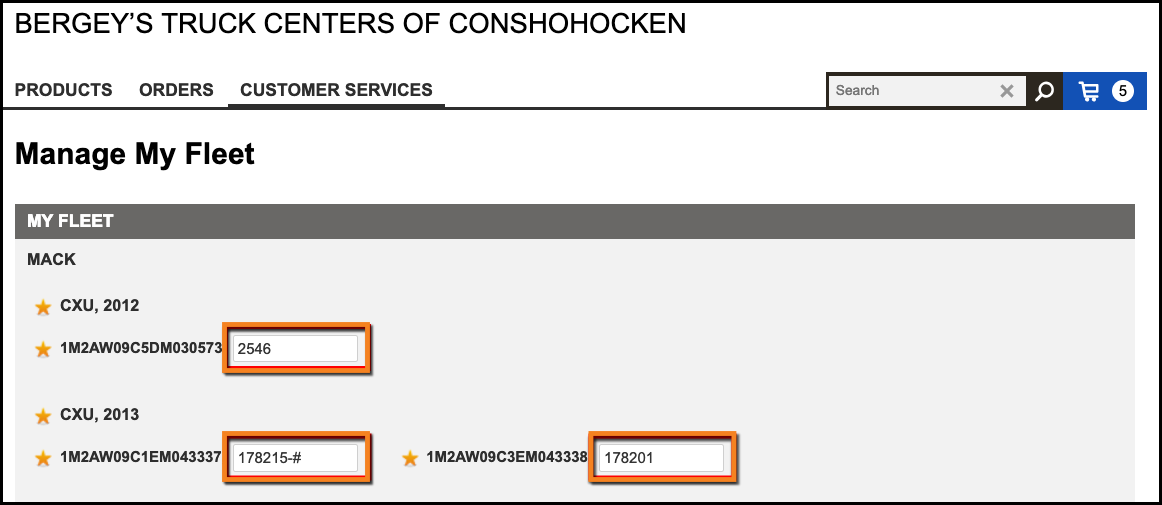 BERGEY’S TRUCK CENTERS OF CONSHOHOCKEN
PRODUCTS ORDERS CUSTOMER SERVICES Search 5
Manage My Fleet
MY FLEET
MACK
CXU, 2012
1M2AW09C5DM030573 2546
CXU, 2013
1M2AW09C1EM043337 178215-# 1M2AW09C3EM043338 178201